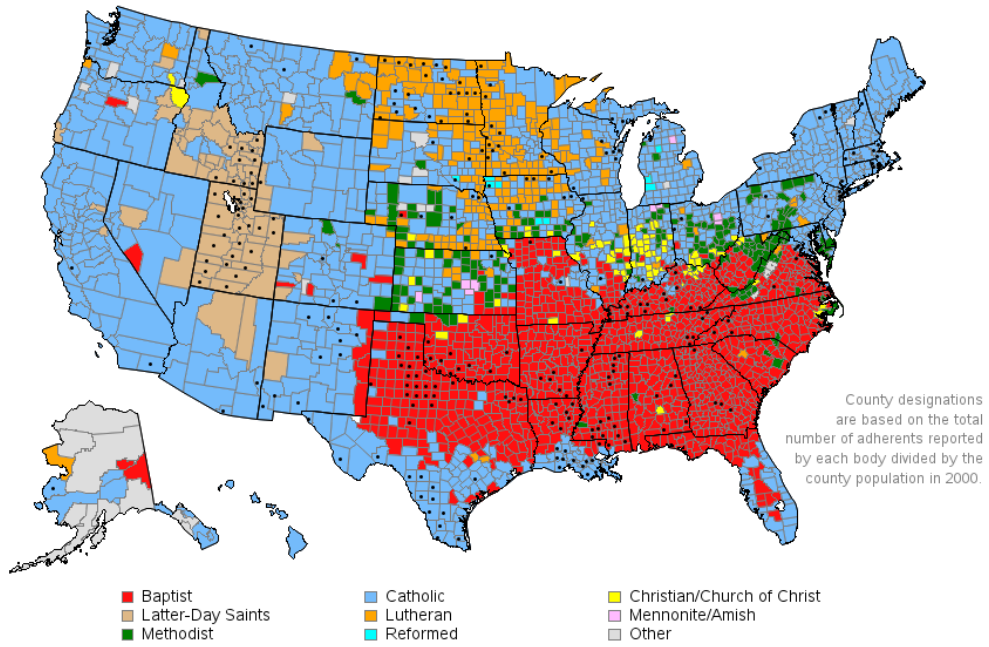 County designations
are based on the total
number of adherents reported
by each body divided by the
county population in 2000.
Baptist
Catholic
Christian/Church of Christ
Latter-Day Saints
Lutheran
Mennonite/Amish
Methodist
Reformed
Other